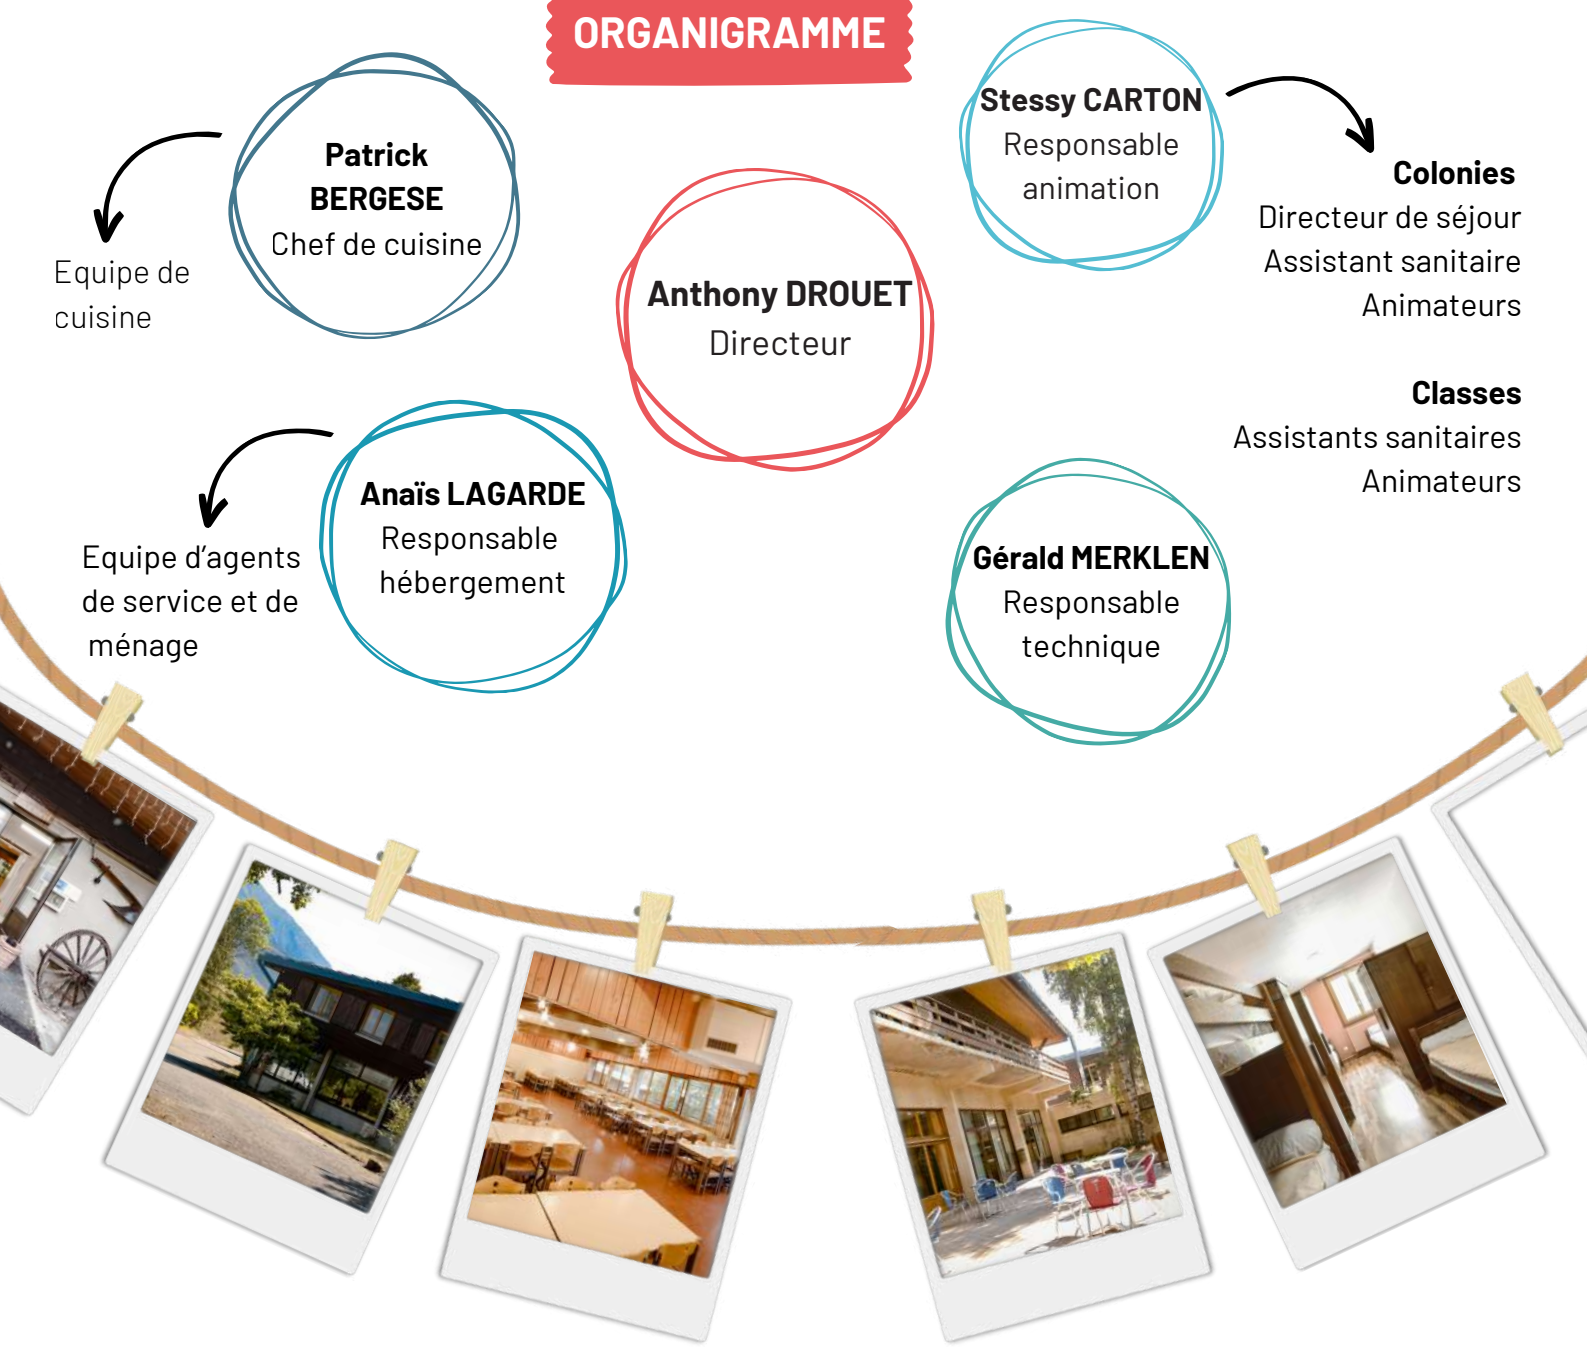 ORGANIGRAMME
Patrick
BERGESE
Chef de cuisine
Equipe de
cuisine
Stessy CARTON
Responsable
animation
Colonies
Directeur de séjour
Assistant sanitaire
Animateurs
Classes
Assistants sanitaires
Animateurs
Anthony DROUET
Directeur
Anaïs LAGARDE
Responsable
hébergement
Equipe d’agents
de service et de
ménage
Gérald MERKLEN
Responsable
technique